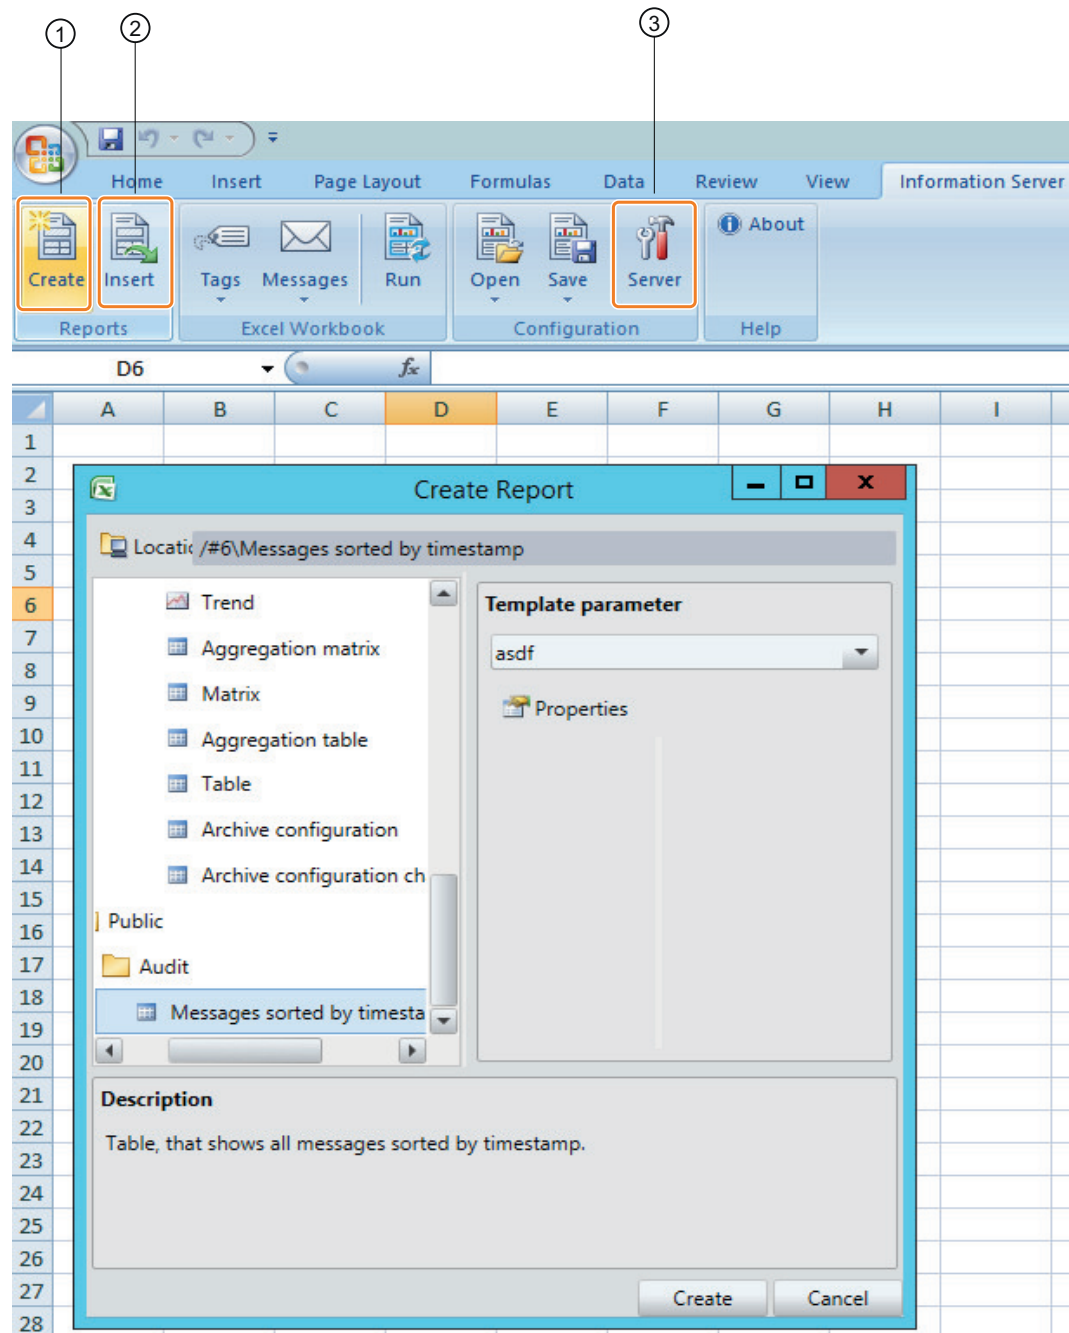 1 2 3
Home Insert Page Layout Formulas Data Review View Information Server
Create Insert Tags Messages Run Open Save Server About
Reports Excel Workbook Configuration Help
D6 fx
A B C D E F G H I
1
2
3
4
5
6
7
8
9
10
11
12
13
14
15
16
17
18
19
20
21
22
23
24
25
26
27
28
Create Report
Locatio /#6\Messages sorted by timestamp
Trend
Aggregation matrix
Matrix
Aggregation table
Table
Archive configuration
Archive configuration ch
Public
Audit
Messages sorted by timesta
Template parameter
asdf
Properties
Description
Table, that shows all messages sorted by timestamp.
Create Cancel